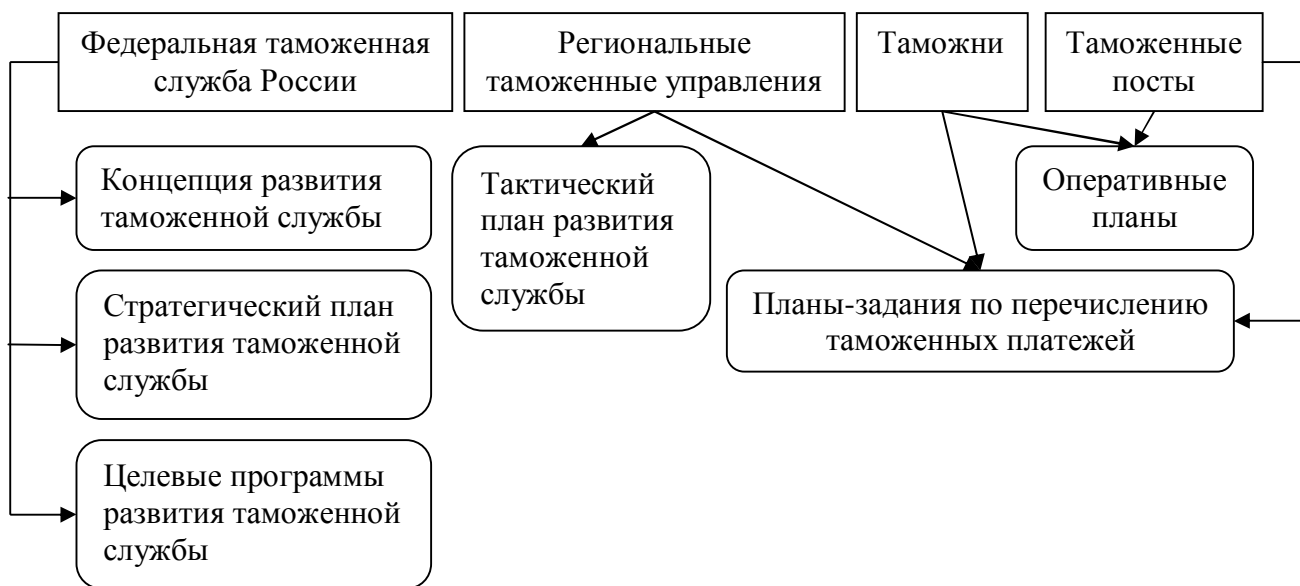 Федеральная таможенная
служба России
Региональные
таможенные управления
Таможни
Таможенные
посты
Концепция развития
таможенной службы
Тактический
план развития
таможенной
службы
Оперативные
планы
Стратегический план
развития таможенной
службы
Планы-задания по перечислению
таможенных платежей
Целевые программы
развития таможенной
службы